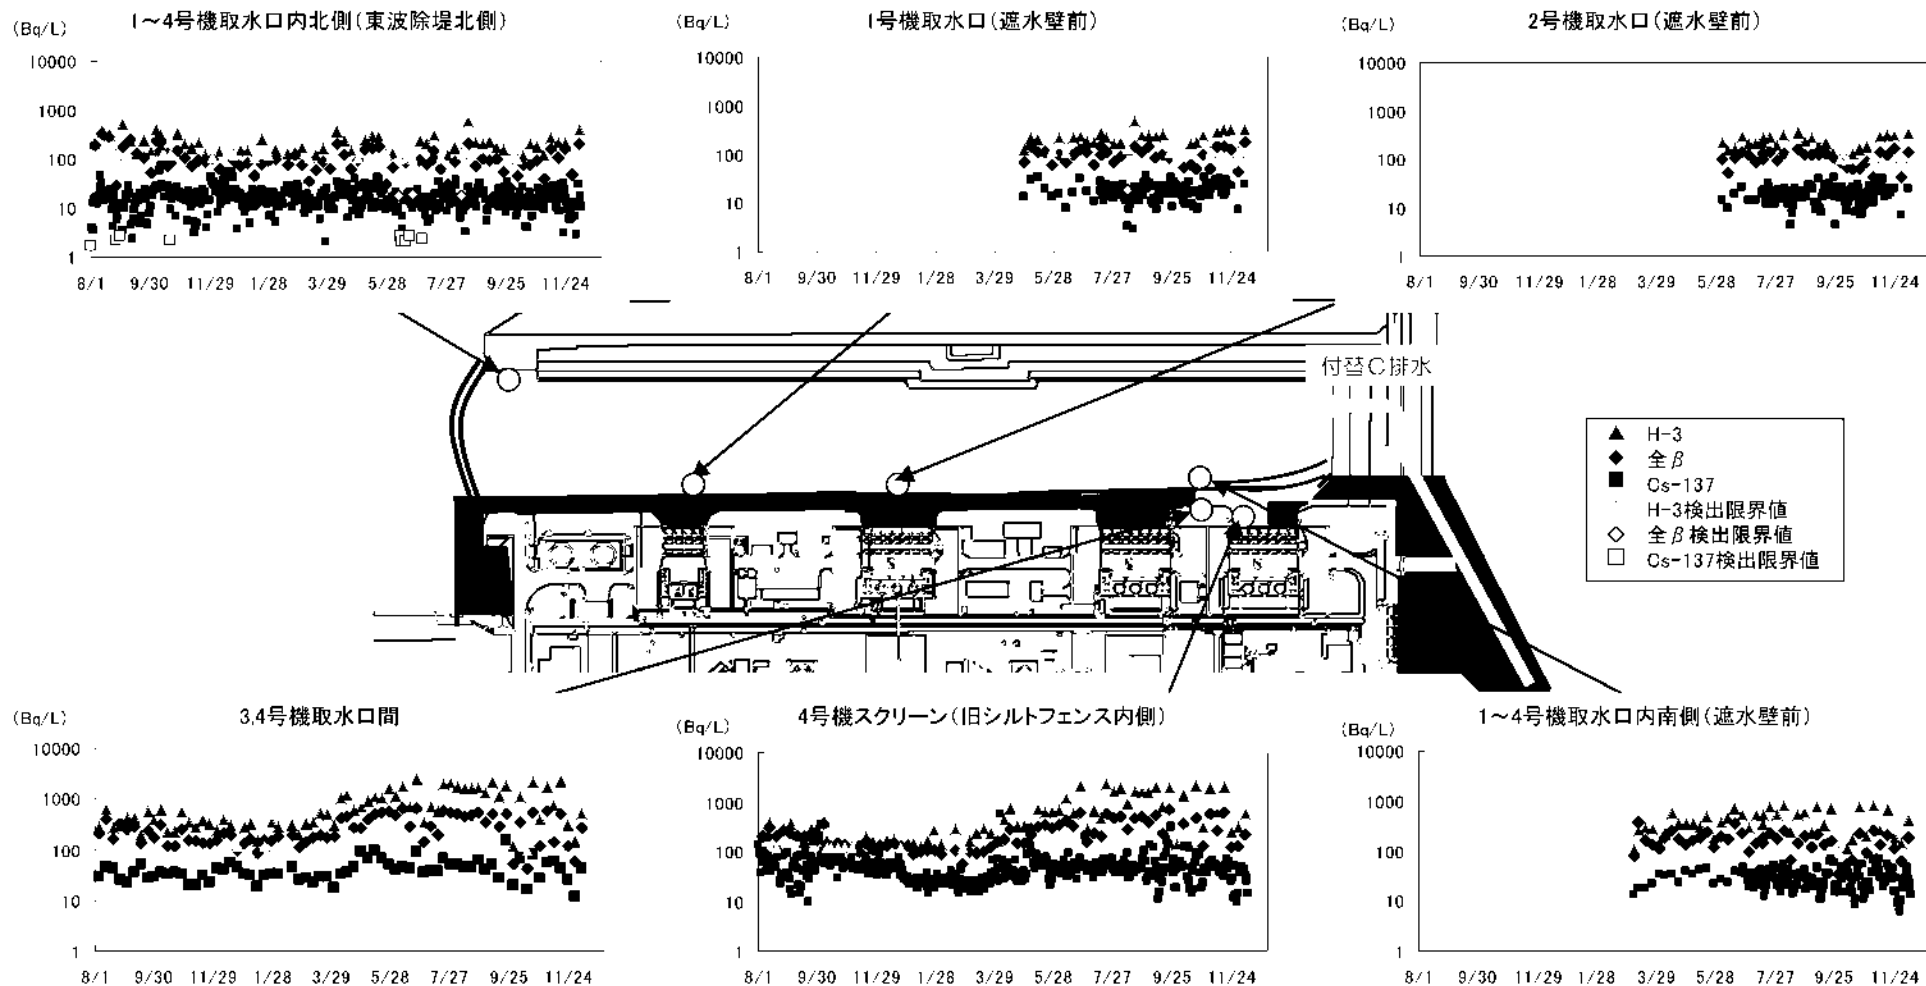 1～4号機取水口内北側(東波除堤北側)
(Bq/L)
10000
1000
100
10
1
8/1 9/30 11/29 1/28 3/29 5/28 7/27 9/25 11/24
1号機取水口(遮水壁前)
(Bq/L)
10000
1000
100
10
1
8/1 9/30 11/29 1/28 3/29 5/28 7/27 9/25 11/24
2号機取水口(遮水壁前)
(Bq/L)
10000
1000
100
10
1
8/1 9/30 11/29 1/28 3/29 5/28 7/27 9/25 11/24
付替C排水
H-3
全β
Cs-137
H-3検出限界値
全β検出限界値
Cs-137検出限界値
3,4号機取水口間
(Bq/L)
10000
1000
100
10
1
8/1 9/30 11/29 1/28 3/29 5/28 7/27 9/25 11/24
4号機スクリーン(旧シルトフェンス内側)
(Bq/L)
10000
1000
100
10
1
8/1 9/30 11/29 1/28 3/29 5/28 7/27 9/25 11/24
1～4号機取水口内南側(遮水壁前)
(Bq/L)
10000
1000
100
10
1
8/1 9/30 11/29 1/28 3/29 5/28 7/27 9/25 11/24